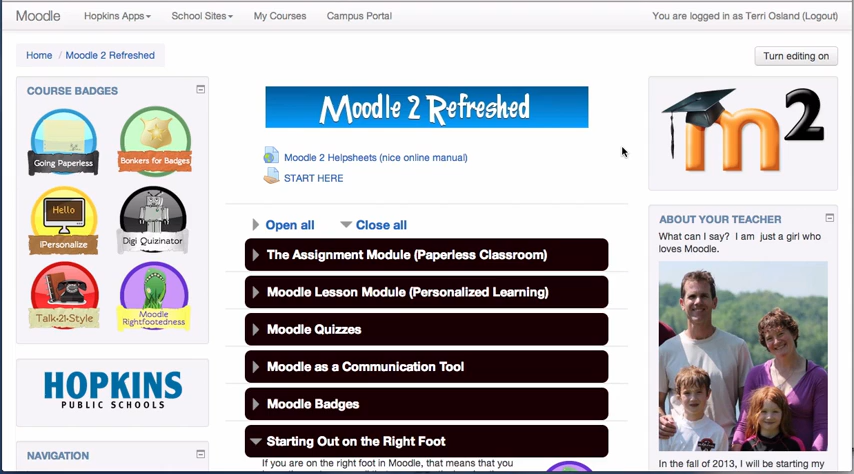 Moodle
Hopkins Apps
School Sites
My Courses
Campus Portal
You are logged in as Terri Osland (Logout)
Home / Moodle 2 Refreshed
Turn editing on
COURSE BADGES
Going Paperless
Bonkers for Badges
Hello
iPersonalize
Digi Quizinator
Talk-21-Style
Moodle
Rightfootedness
HOPKINS
PUBLIC SCHOOLS
NAVIGATION
Moodle 2 Refreshed
Moodle 2 Helpsheets (nice online manual)
START HERE
Open all
Close all
The Assignment Module (Paperless Classroom)
Moodle Lesson Module (Personalized Learning)
Moodle Quizzes
Moodle as a Communication Tool
Moodle Badges
Starting Out on the Right Foot
If you are on the right foot in Moodle, that means that you
m2
ABOUT YOUR TEACHER
What can I say? I am just a girl who
loves Moodle.
In the fall of 2013, I will be starting my